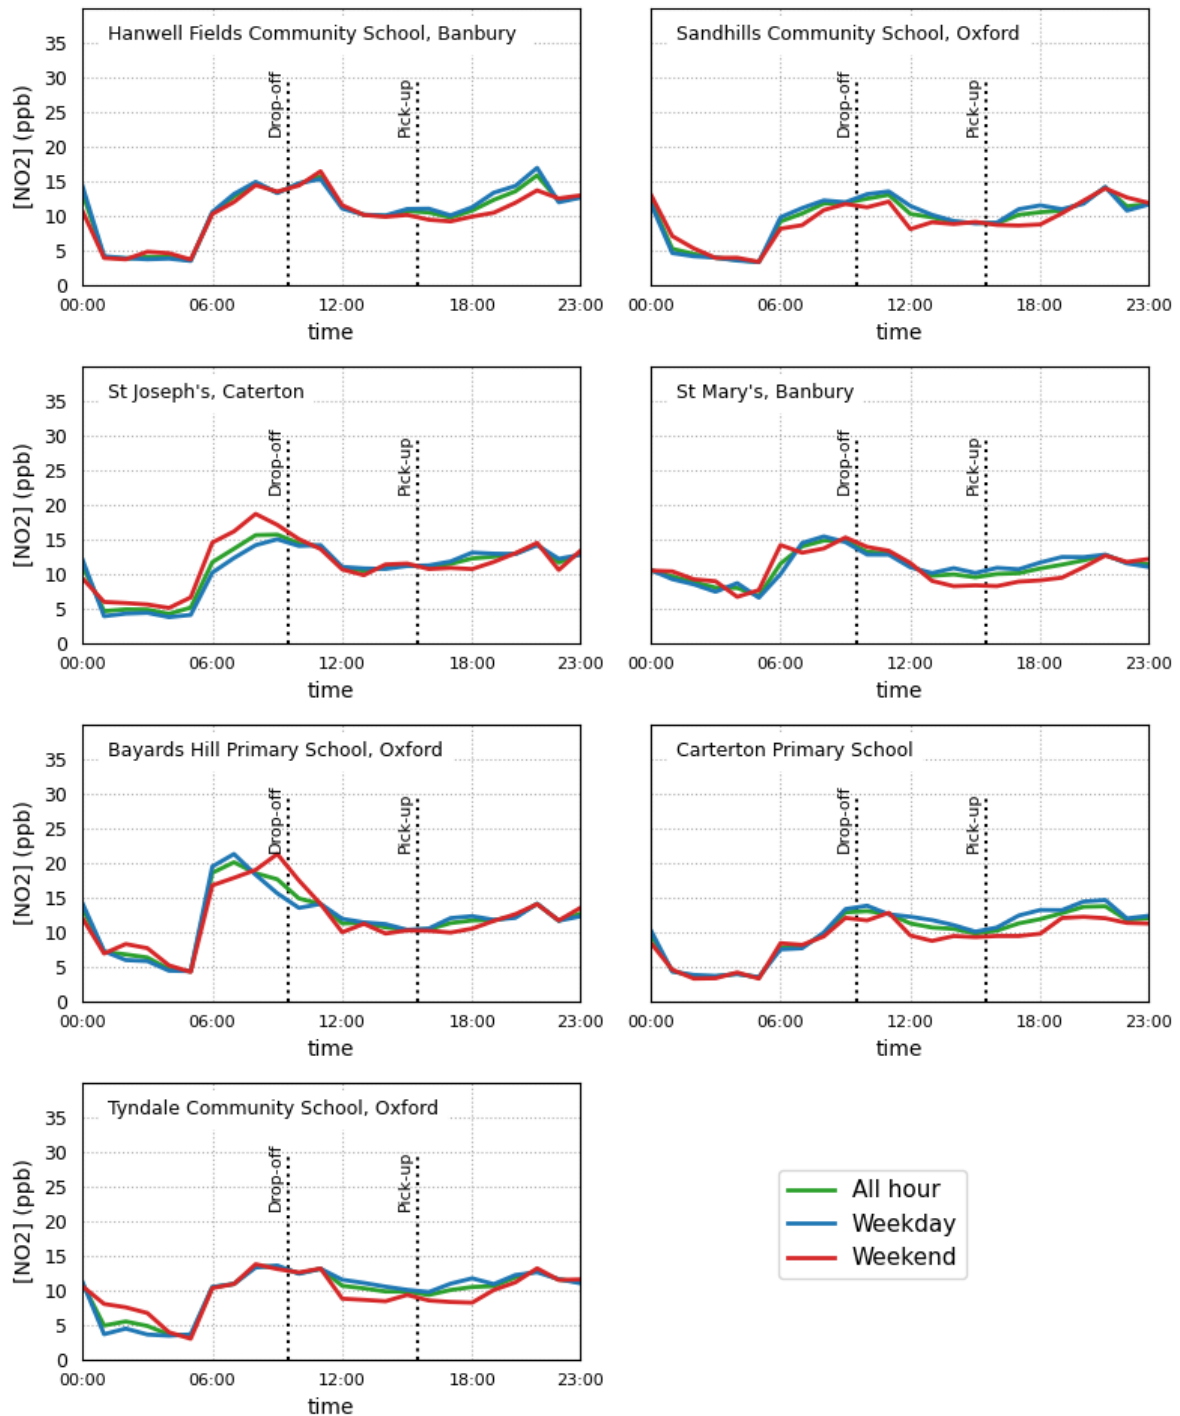 Hanwell Fields Community School, Banbury
35
30
25
20
15
10
5
0
[NO2] (ppb)
Drop-off
Pick-up
00:00 06:00 12:00 18:00 23:00
time
Sandhills Community School, Oxford
Drop-off
Pick-up
00:00 06:00 12:00 18:00 23:00
time
St Joseph's, Caterton
35
30
25
20
15
10
5
0
[NO2] (ppb)
Drop-off
Pick-up
00:00 06:00 12:00 18:00 23:00
time
St Mary's, Banbury
Drop-off
Pick-up
00:00 06:00 12:00 18:00 23:00
time
Bayards Hill Primary School, Oxford
35
30
25
20
15
10
5
0
[NO2] (ppb)
Drop-off
Pick-up
00:00 06:00 12:00 18:00 23:00
time
Carterton Primary School
Drop-off
Pick-up
00:00 06:00 12:00 18:00 23:00
time
Tyndale Community School, Oxford
35
30
25
20
15
10
5
0
[NO2] (ppb)
Drop-off
Pick-up
00:00 06:00 12:00 18:00 23:00
time
All hour
Weekday
Weekend